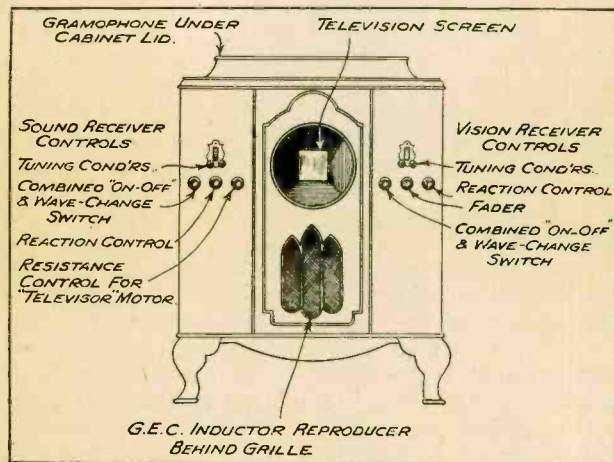 GRAMOPHONE UNDER
CABINET LID.
TELEVISION SCREEN
SOUND RECEIVER
CONTROLS
TUNING COND'RS.
COMBINED "ON-OFF"
& WAVE-CHANGE
SWITCH
REACTION CONTROL
RESISTANCE
CONTROL FOR
"TELEVISOR" MOTOR
VISION RECEIVER
CONTROLS
TUNING COND'RS.
REACTION CONTROL
FADER
COMBINED "ON-OFF"
& WAVE-CHANGE
SWITCH
G.E.C. INDUCTOR REPRODUCER
BEHIND GRILLE